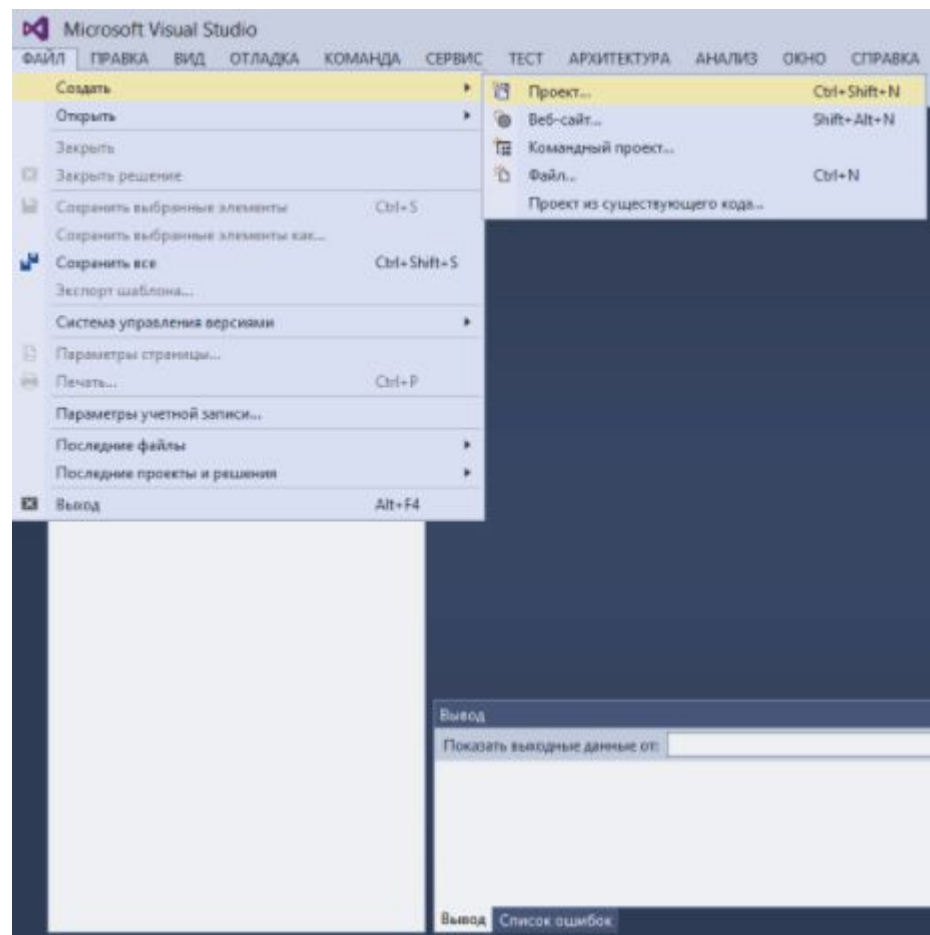 Microsoft Visual Studio
ФАЙЛ ПРАВКА ВИД ОТЛАДКА КОМАНДА СЕРВИС ТЕСТ АРХИТЕКТУРА АНАЛИЗ ОКНО СПРАВКА
Создать
Открыть
Закрыть
Закрыть решение
Сохранить выбранные элементы Ctrl+S
Сохранить выбранные элементы как...
Сохранить все Ctrl+Shift+S
Экспорт шаблона...
Система управления версиями
Параметры страницы...
Печать... Ctrl+P
Параметры учетной записи...
Последние файлы
Последние проекты и решения
Выход Alt+F4
Проект... Ctrl+Shift+N
Веб-сайт... Shift+Alt+N
Командный проект...
Файл... Ctrl+N
Проект из существующего кода...
Вывод
Показать выходные данные от:
Вывод Список ошибок